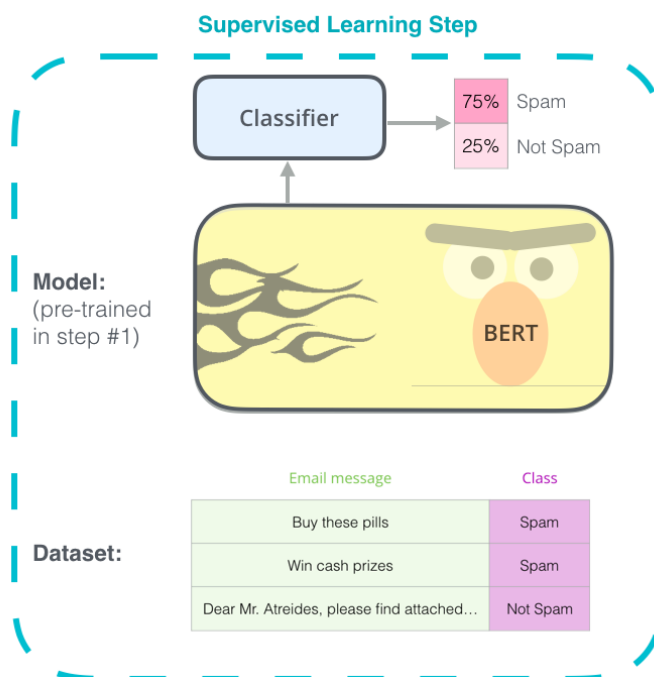 Supervised Learning Step
Classifier
75% Spam
25% Not Spam
Model:
(pre-trained
in step #1)
BERT
Email message Class
Buy these pills Spam
Dataset:
Win cash prizes Spam
Dear Mr. Atreides, please find attached... Not Spam